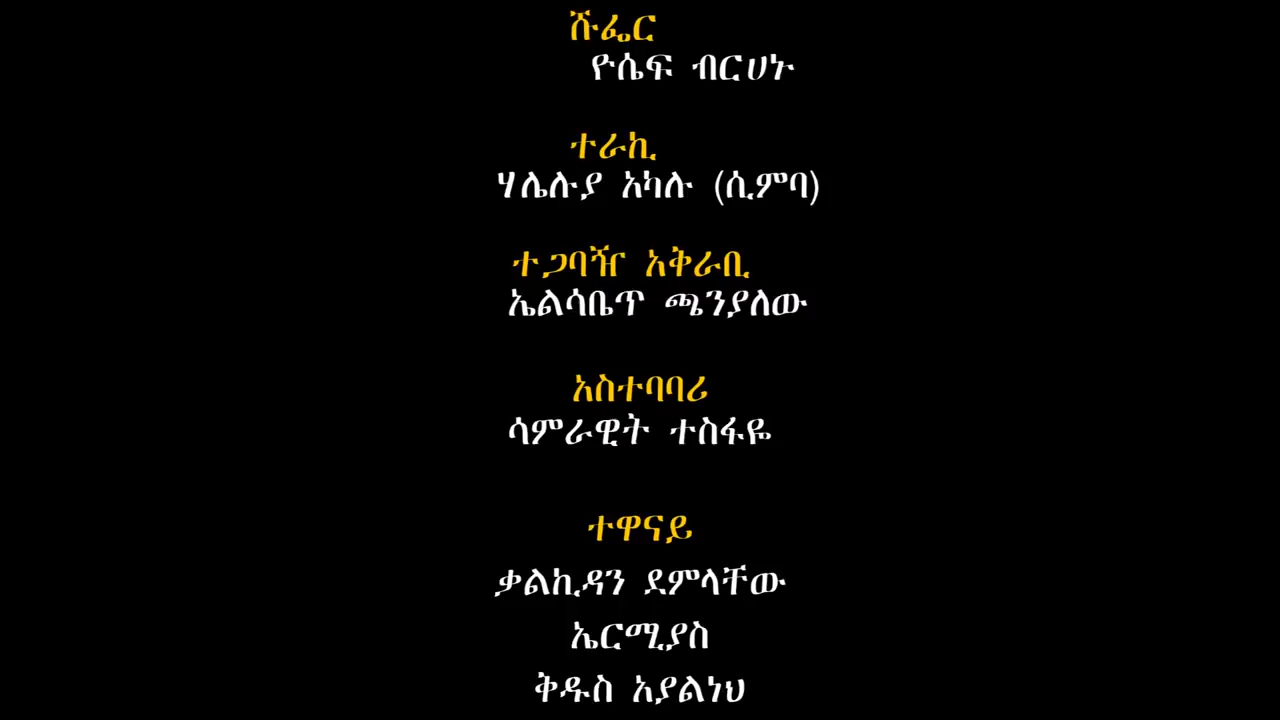 ሹፌር
ዮሴፍ ብርሀኑ
ተራኪ
ሃሌሉያ አካሉ (ሲምባ)
ተጋባዥ አቅራቢ
ኤልሳቤጥ ጫንያለው
አስተባባሪ
ሳምራዊት ተስፋዬ
ተዋናይ
ቃልኪዳን ደምላቸው
ኤርሚያስ
ቅዱስ አያልነህ